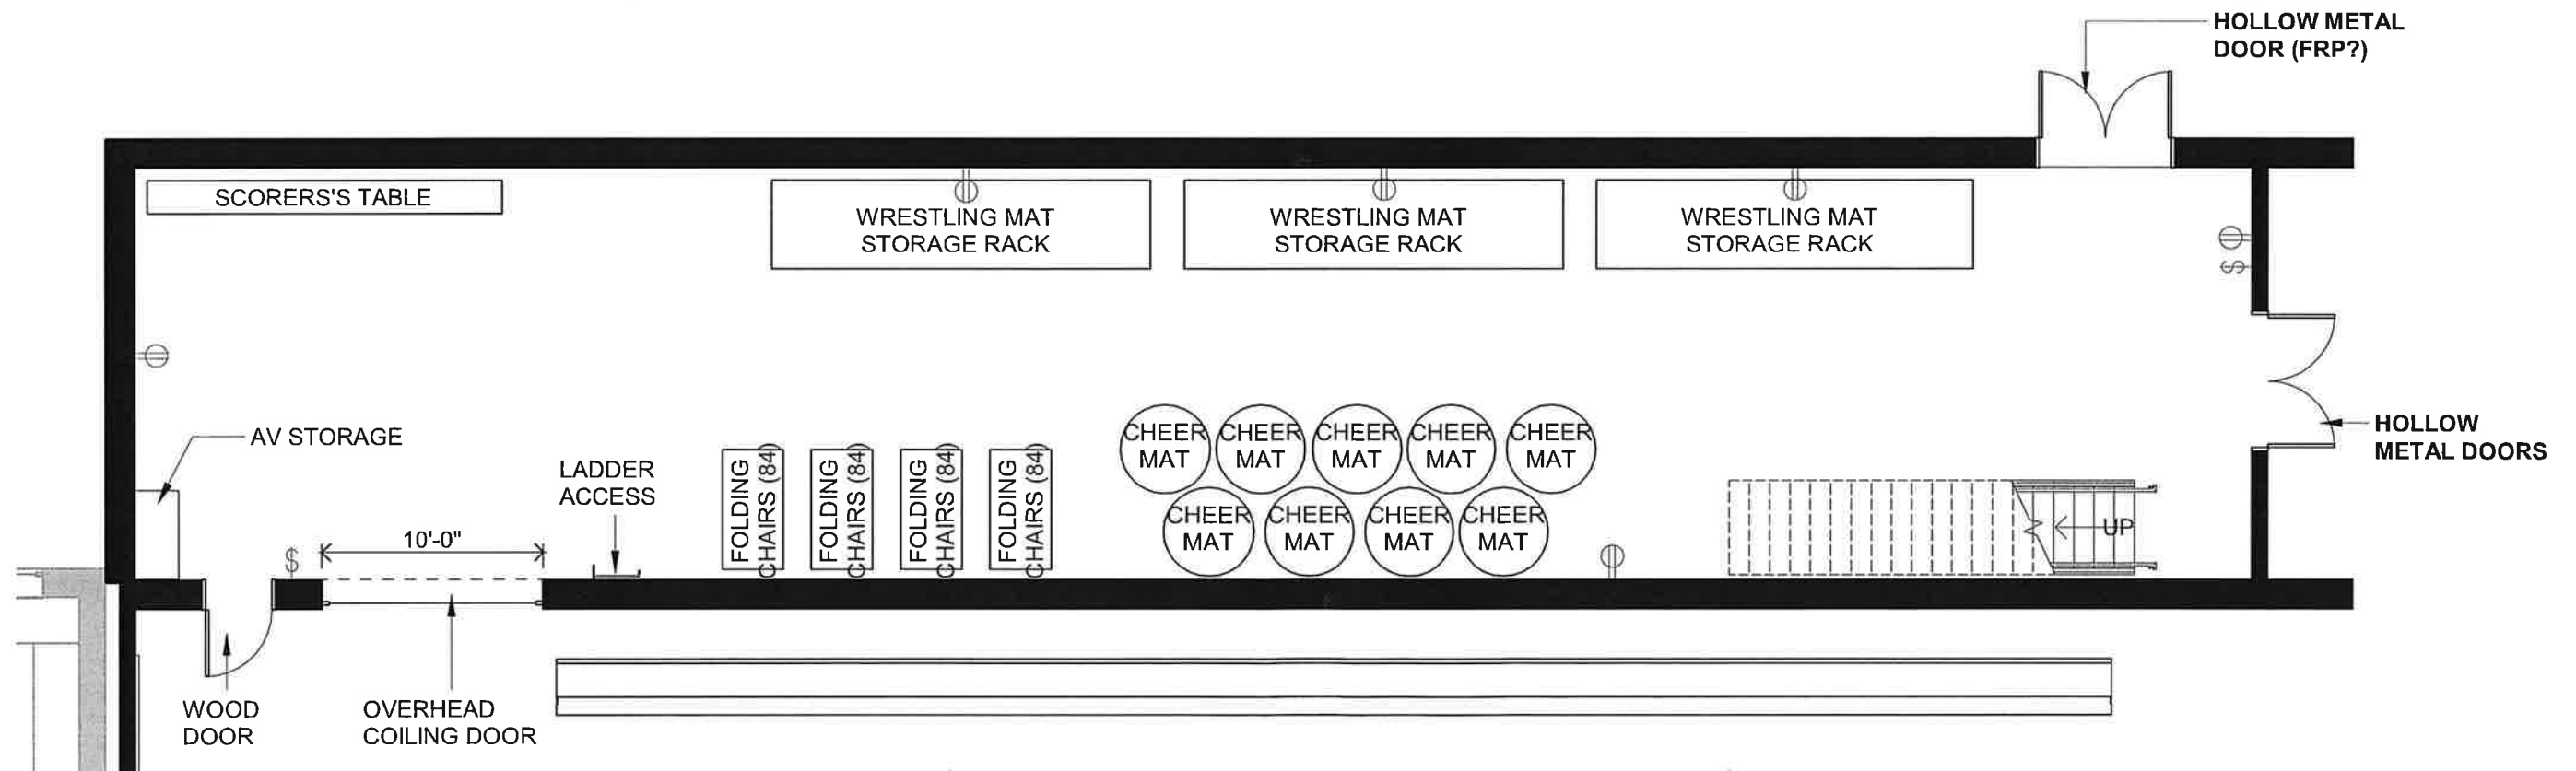 HOLLOW METAL
DOOR (FRP?)
SCORERS'S TABLE
WRESTLING MAT
STORAGE RACK
WRESTLING MAT
STORAGE RACK
WRESTLING MAT
STORAGE RACK
$
AV STORAGE
LADDER
ACCESS
FOLDING
CHAIRS (84)
FOLDING
CHAIRS (84)
FOLDING
CHAIRS (84)
FOLDING
CHAIRS (84)
CHEER
MAT
CHEER
MAT
CHEER
MAT
CHEER
MAT
CHEER
MAT
CHEER
MAT
CHEER
MAT
CHEER
MAT
CHEER
MAT
HOLLOW
METAL DOORS
UP
$
10'-0"
WOOD
DOOR
OVERHEAD
COILING DOOR